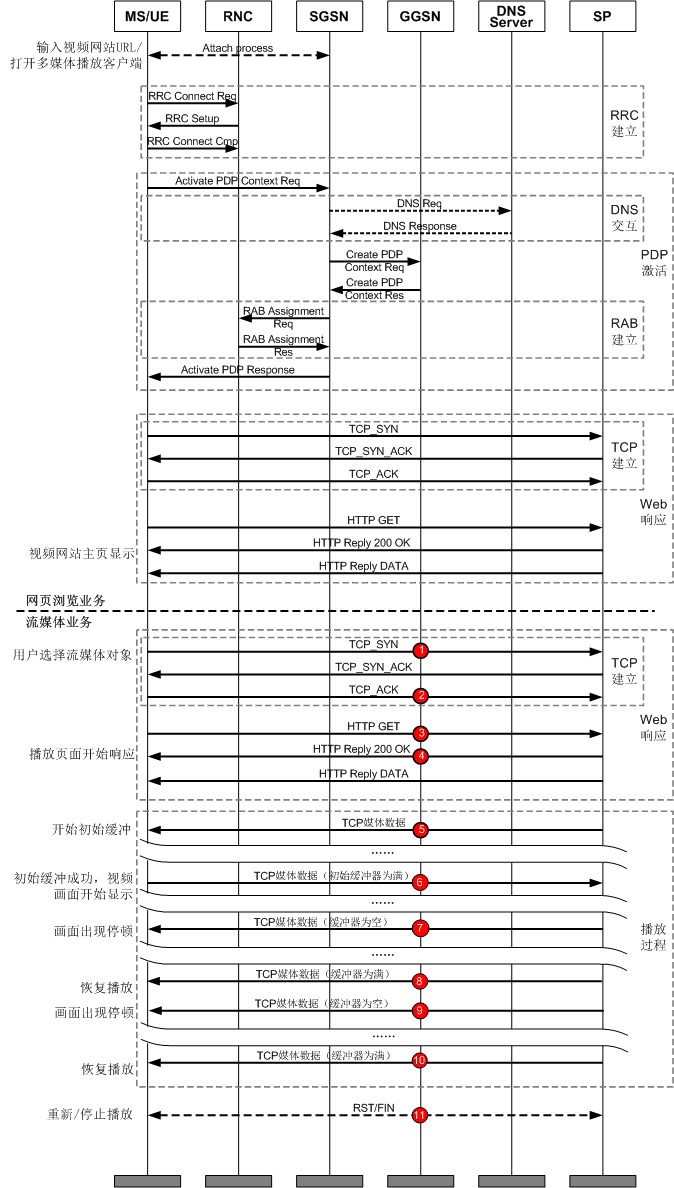 MS/UE
RNC
SGSN
GGSN
DNS
Server
SP
输入视频网站URL/
打开多媒体播放客户端
Attach process
RRC Connect Req
RRC Setup
RRC Connect Cmp
RRC
建立
Activate PDP Context Req
DNS Req
DNS Response
DNS
交互
Create PDP
Context Req
Create PDP
Context Res
PDP
激活
RAB Assignment
Req
RAB Assignment
Res
RAB
建立
Activate PDP Response
TCP_SYN
TCP_SYN_ACK
TCP_ACK
TCP
建立
HTTP GET
HTTP Reply 200 OK
HTTP Reply DATA
Web
响应
视频网站主页显示
网页浏览业务
流媒体业务
用户选择流媒体对象
TCP_SYN
1
TCP_SYN_ACK
TCP_ACK
2
TCP
建立
HTTP GET
3
HTTP Reply 200 OK
4
HTTP Reply DATA
Web
响应
播放页面开始响应
开始初始缓冲
TCP媒体数据
5
……
初始缓冲成功，视频
画面开始显示
TCP媒体数据（初始缓冲器为满）
6
……
画面出现停顿
TCP媒体数据（缓冲器为空）
7
播放
过程
……
恢复播放
TCP媒体数据（缓冲器为满）
8
画面出现停顿
TCP媒体数据（缓冲器为空）
9
……
恢复播放
TCP媒体数据（缓冲器为满）
10
重新/停止播放
RST/FIN
11